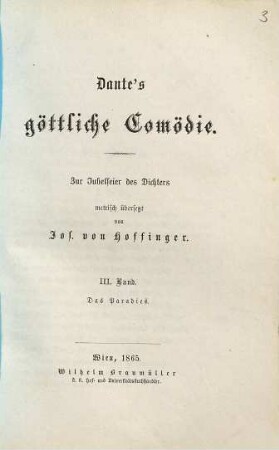 3
Dante's
göttliche Comödie.
Zur Jubelfeier des Dichters
metrisch übersetzt
von
Jos. von Hoffinger.
III. Band.
Das Paradies.
Wien, 1865.
Wilhelm Braumüller
k. k. Hof- und Universitätsbuchhändler.